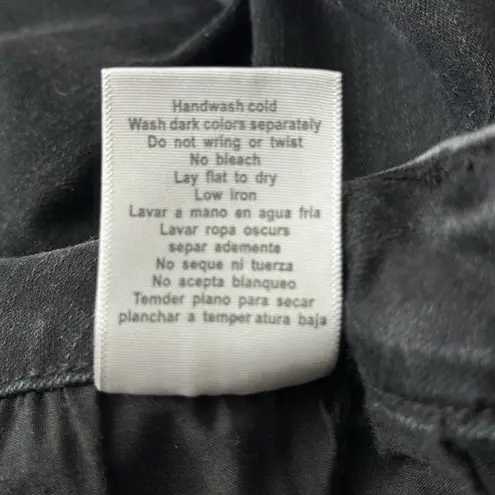 Handwash cold
Wash dark colors separately
Do not wring or twist
No bleach
Lay flat to dry
Low iron
Lavar a mano en agua fria
Lavar ropa oscurs
separ ademente
No seque ni tuerza
No acepta blanqueo
Temder plano para secar
planchar a temper atura baja